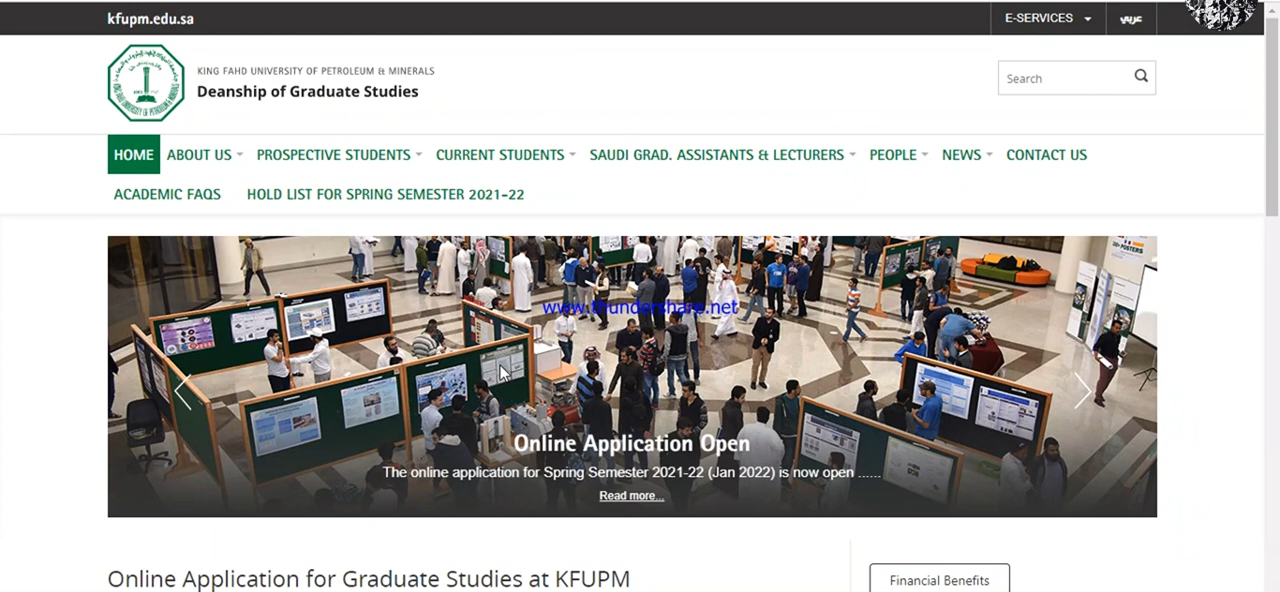 kfupm.edu.sa
E-SERVICES
عربي
KING FAHD UNIVERSITY OF PETROLEUM & MINERALS
Deanship of Graduate Studies
Search
HOME ABOUT US PROSPECTIVE STUDENTS CURRENT STUDENTS SAUDI GRAD. ASSISTANTS & LECTURERS PEOPLE NEWS CONTACT US
ACADEMIC FAQS HOLD LIST FOR SPRING SEMESTER 2021-22
www.thundershare.net
Online Application Open
The online application for Spring Semester 2021-22 (Jan 2022) is now open ......
Read more...
Online Application for Graduate Studies at KFUPM
Financial Benefits